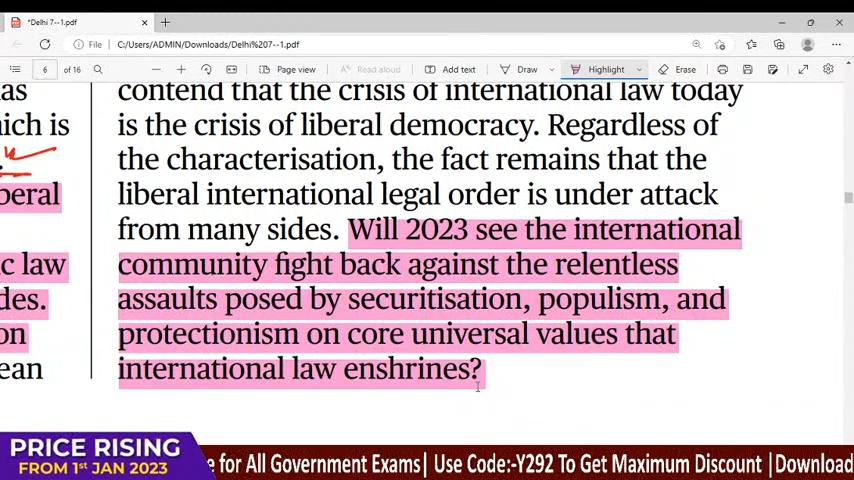 *Delhi 7--1.pdf
File C:/Users/ADMIN/Downloads/Delhi%207--1.pdf
6 of 16 Page view Read aloud Add text Draw Highlight Erase
as
contend that the crisis of international law today
ich is
is the crisis of liberal democracy. Regardless of
the characterisation, the fact remains that the
beral
liberal international legal order is under attack
from many sides. Will 2023 see the international
c law
community fight back against the relentless
des.
assaults posed by securitisation, populism, and
on
protectionism on core universal values that
ean
international law enshrines?
PRICE RISING
FROM 1st JAN 2023
e for All Government Exams| Use Code:-Y292 To Get Maximum Discount |Download